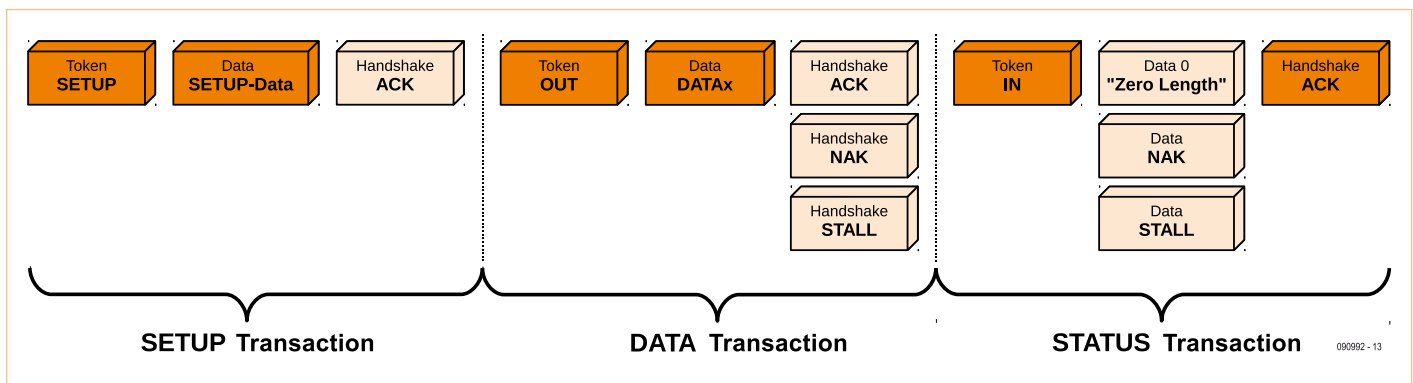 Token
SETUP
Data
SETUP-Data
Handshake
ACK
Token
OUT
Data
DATAx
Handshake
ACK
Handshake
NAK
Handshake
STALL
Token
IN
Data 0
"Zero Length"
Data
NAK
Data
STALL
Handshake
ACK
SETUP Transaction
DATA Transaction
STATUS Transaction
090992 - 13